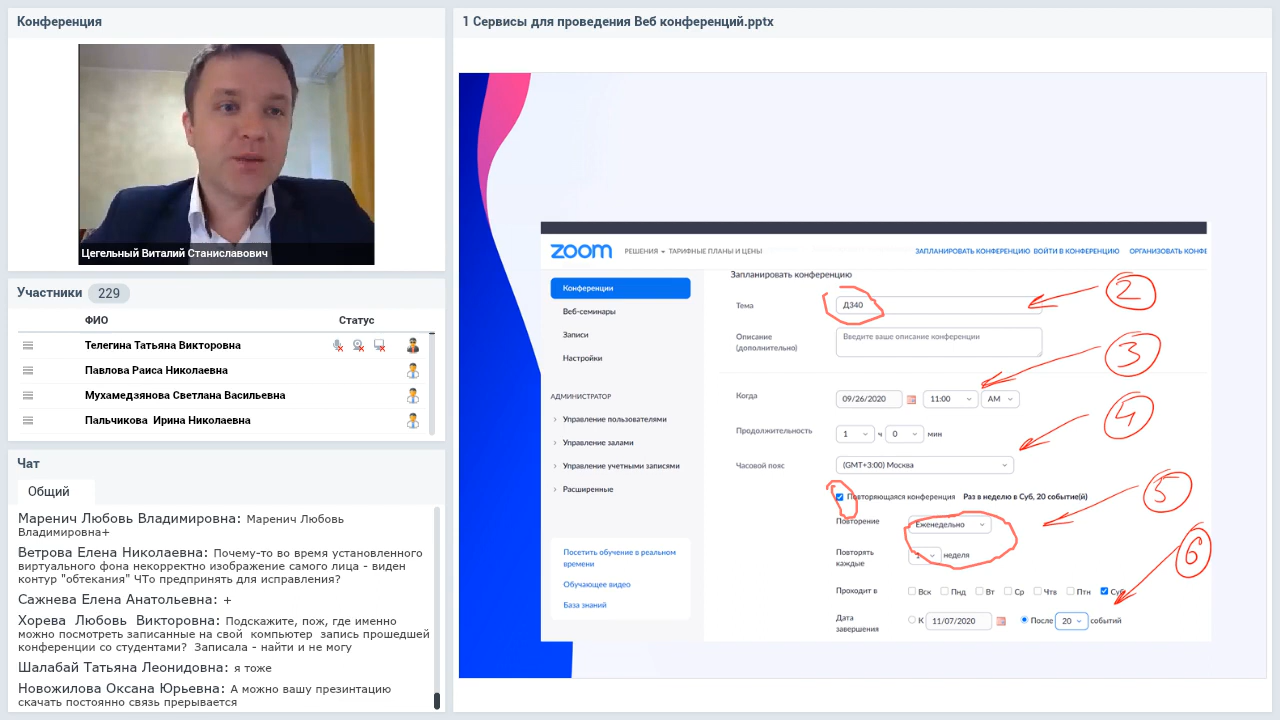 Конференция
Цегельный Виталий Станиславович
Участники 229
ФИО Статус
Телегина Татьяна Викторовна
Павлова Раиса Николаевна
Мухамедзянова Светлана Васильевна
Пальчикова Ирина Николаевна
Чат
Общий
Маренич Любовь Владимировна: Маренич Любовь
Владимировна+
Ветрова Елена Николаевна: Почему-то во время установленного
виртуального фона некорректно изображение самого лица - виден
контур "обтекания" ЧТо предпринять для исправления?
Сажнева Елена Анатольевна: +
Хорева Любовь Викторовна: Подскажите, пож, где именно
можно посмотреть записанные на свой компьютер запись прошедшей
конференции со студентами? Записала - найти и не могу
Шалабай Татьяна Леонидовна: я тоже
Новожилова Оксана Юрьевна: А можно вашу презинтацию
скачать постоянно связь прерывается
1 Сервисы для проведения Веб конференций.pptx
zoom РЕШЕНИЯ ТАРИФНЫЕ ПЛАНЫ И ЦЕНЫ ЗАПЛАНИРОВАТЬ КОНФЕРЕНЦИЮ ВОЙТИ В КОНФЕРЕНЦИЮ ОРГАНИЗОВАТЬ КОНФЕ
Конференции
Веб-семинары
Записи
Настройки
АДМИНИСТРАТОР
Управление пользователями
Управление залами
Управление учетными записями
Расширенные
Посетить обучение в реальном
времени
Обучающее видео
База знаний
Запланировать конференцию
Тема Д340 2
Описание
(дополнительно) Введите ваше описание конференции
3
Когда 09/26/2020 11:00 AM
4
Продолжительность 1 ч 0 мин
Часовой пояс (GMT+3:00) Москва
5
Повторяющаяся конференция Раз в неделю в Суб, 20 событие(й)
Повторение Еженедельно
6
Повторять
каждые 1 неделя
Проходит в Вск Пнд Вт Ср Чтв Птн Суб
Дата
завершения К 11/07/2020 После 20 событий